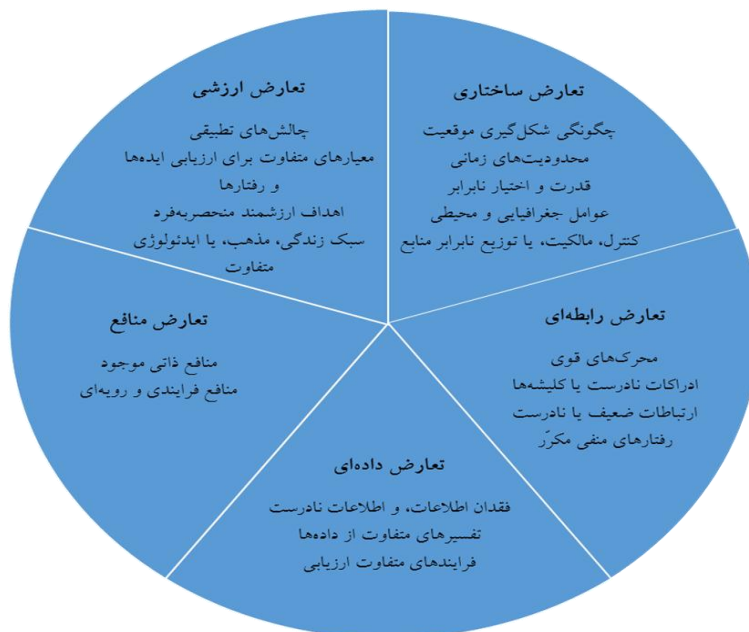 تعارض ساختاری
چگونگی شکل‌گیری موقعیت
محدودیت‌های زمانی
قدرت و اختیار نابرابر
عوامل جغرافیایی و محیطی
کنترل، مالکیت، یا توزیع نابرابر منابع
تعارض رابطه‌ای
محرک‌های قوی
ادراکات نادرست یا کلیشه‌ها
ارتباطات ضعیف یا نادرست
رفتارهای منفی مکرّر
تعارض داده‌ای
فقدان اطلاعات، و اطلاعات نادرست
تفسیرهای متفاوت از داده‌ها
فرایندهای متفاوت ارزیابی
تعارض منافع
منافع ذاتی موجود
منافع فرایندی و رویه‌ای
تعارض ارزشی
چالش‌های تطبیقی
معیارهای متفاوت برای ارزیابی ایده‌ها
و رفتارها
اهداف ارزشمند منحصربه‌فرد
سبک زندگی، مذهب، یا ایدئولوژی
متفاوت